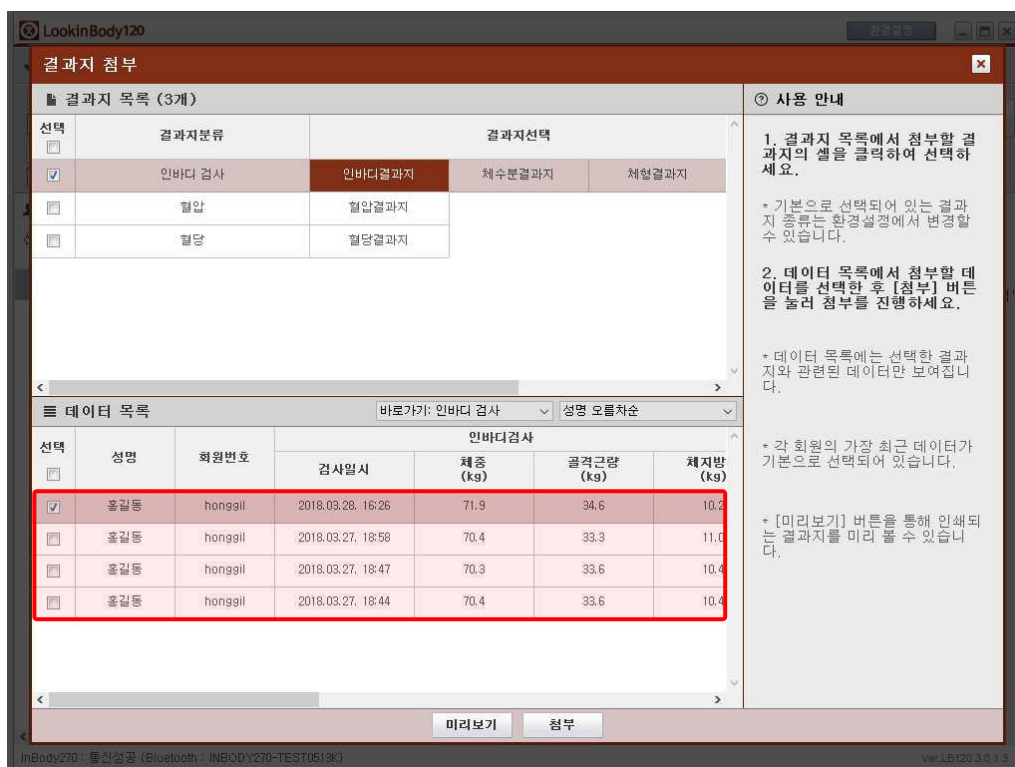 LookinBody120
환경설정
결과지 첨부
결과지 목록 (3개)
선택 결과지분류 결과지선택
인바디 검사 인바디결과지 체수분결과지 체형결과지
혈압 혈압결과지
혈당 혈당결과지
데이터 목록 바로가기: 인바디 검사 성명 오름차순
선택 성명 회원번호 인바디검사
검사일시 체중 (kg) 골격근량 (kg) 체지방 (kg)
홍길동 honggil 2018.03.28. 16:26 71.9 34.6 10.2
홍길동 honggil 2018.03.27. 18:58 70.4 33.3 11.0
홍길동 honggil 2018.03.27. 18:47 70.3 33.6 10.4
홍길동 honggil 2018.03.27. 18:44 70.4 33.6 10.4
미리보기 첨부
사용 안내
1. 결과지 목록에서 첨부할 결
과지의 셀을 클릭하여 선택하
세요.
* 기본으로 선택되어 있는 결과
지 종류는 환경설정에서 변경할
수 있습니다.
2. 데이터 목록에서 첨부할 데
이터를 선택한 후 [첨부] 버튼
을 눌러 첨부를 진행하세요.
* 데이터 목록에는 선택한 결과
지와 관련된 데이터만 보여집니
다.
* 각 회원의 가장 최근 데이터가
기본으로 선택되어 있습니다.
* [미리보기] 버튼을 통해 인쇄되
는 결과지를 미리 볼 수 있습니
다.
InBody270 : 통신성공 (Bluetooth : INBODY270-TEST0513K)
Ver.LB120.3.0.1.3